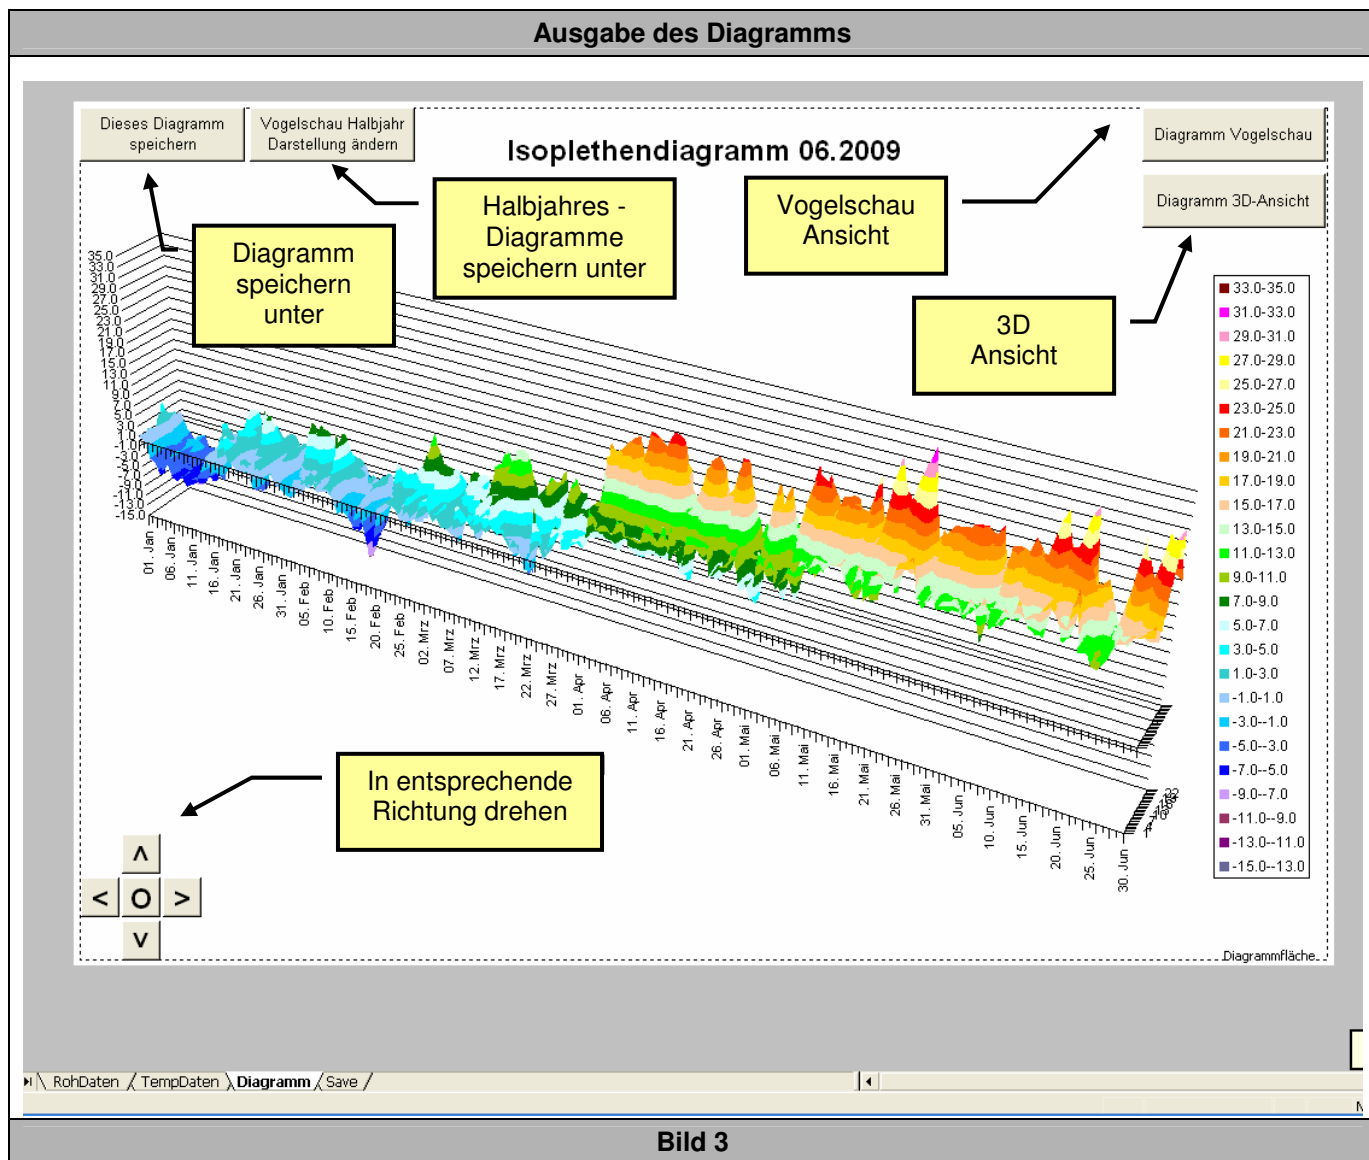 Ausgabe des Diagramms
Dieses Diagramm
speichern
Vogelschau Halbjahr
Darstellung ändern
Isoplethendiagramm 06.2009
Diagramm Vogelschau
Diagramm 3D-Ansicht
Diagramm
speichern
unter
Halbjahres -
Diagramme
speichern unter
Vogelschau
Ansicht
3D
Ansicht
35.0
33.0
31.0
29.0
27.0
25.0
23.0
21.0
19.0
17.0
15.0
13.0
11.0
9.0
7.0
5.0
3.0
1.0
-1.0
-3.0
-5.0
-7.0
-9.0
-11.0
-13.0
-15.0
01. Jan
06. Jan
11. Jan
16. Jan
21. Jan
26. Jan
31. Jan
05. Feb
10. Feb
15. Feb
20. Feb
25. Feb
02. Mrz
07. Mrz
12. Mrz
17. Mrz
22. Mrz
27. Mrz
01. Apr
06. Apr
11. Apr
16. Apr
21. Apr
26. Apr
01. Mai
06. Mai
11. Mai
16. Mai
21. Mai
26. Mai
31. Mai
05. Jun
10. Jun
15. Jun
20. Jun
25. Jun
30. Jun
33.0-35.0
31.0-33.0
29.0-31.0
27.0-29.0
25.0-27.0
23.0-25.0
21.0-23.0
19.0-21.0
17.0-19.0
15.0-17.0
13.0-15.0
11.0-13.0
9.0-11.0
7.0-9.0
5.0-7.0
3.0-5.0
1.0-3.0
-1.0-1.0
-3.0--1.0
-5.0--3.0
-7.0--5.0
-9.0--7.0
-11.0--9.0
-13.0--11.0
-15.0--13.0
In entsprechende
Richtung drehen
^
< O >
v
Diagrammfläche
RohDaten / TempDaten \ Diagramm / Save /
Bild 3